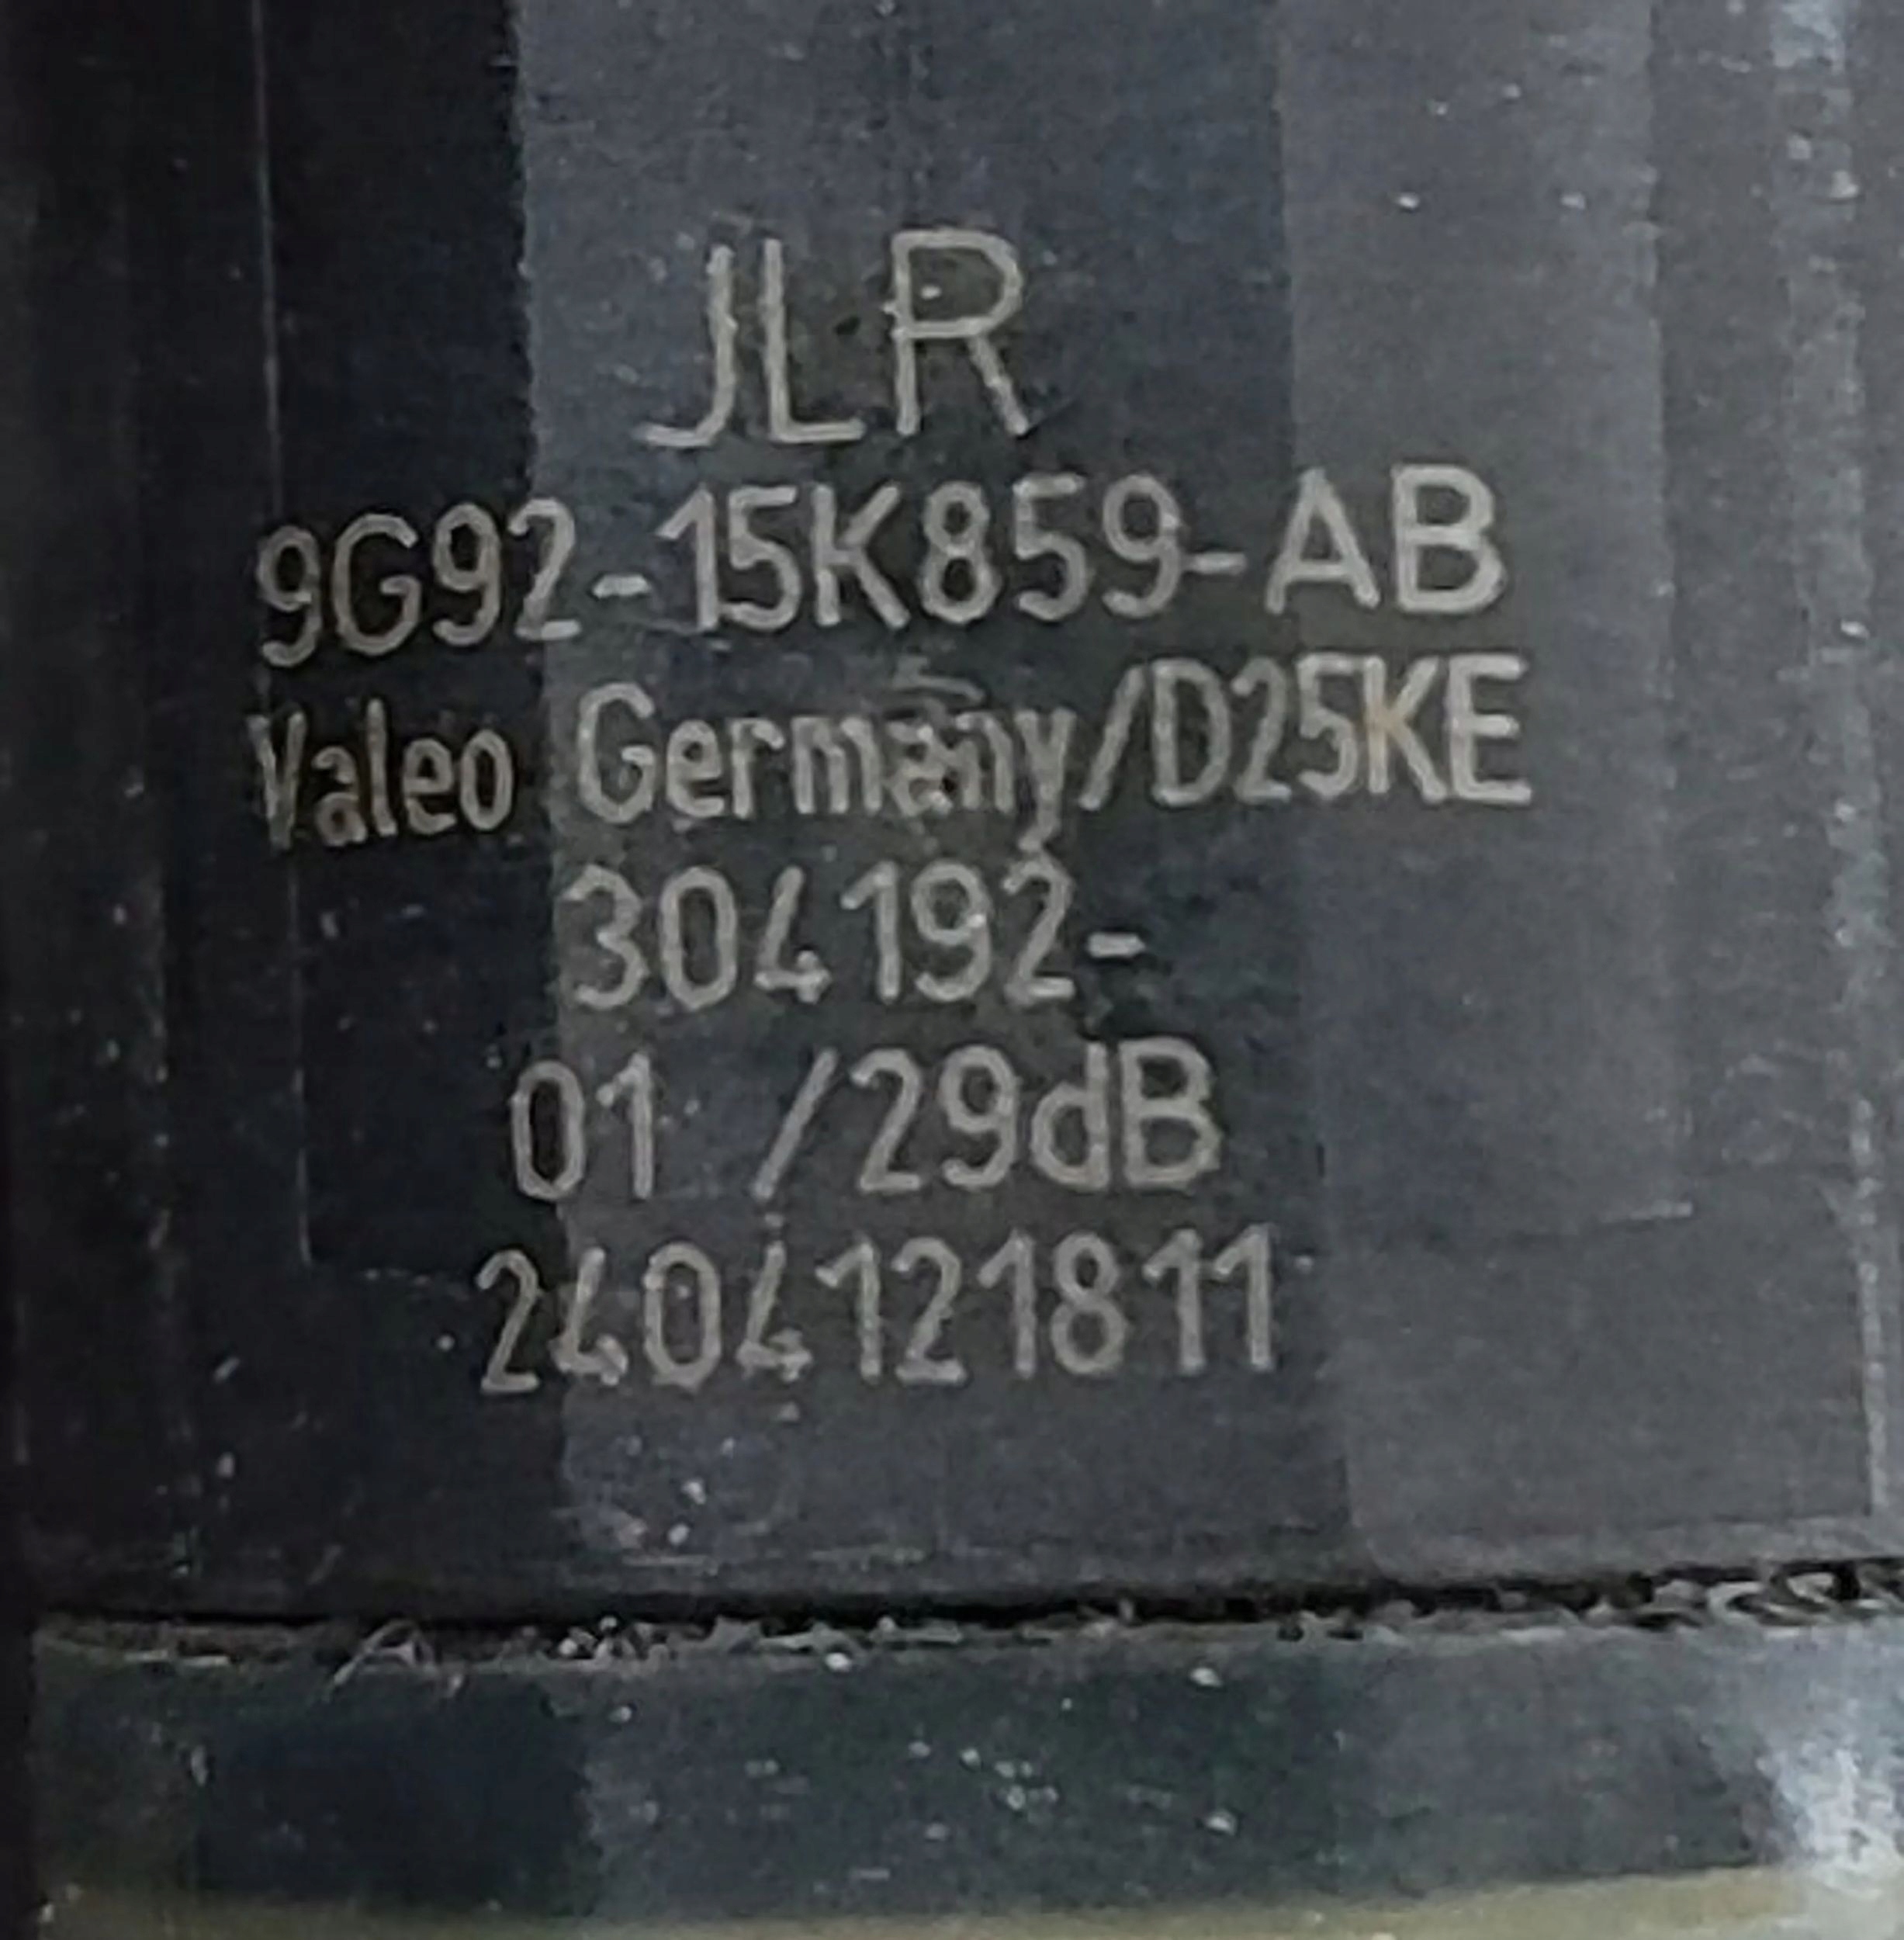 JLR
9G92-15K859-AB
Valeo Germany/D25KE
304192-
01 /29dB
2404121811